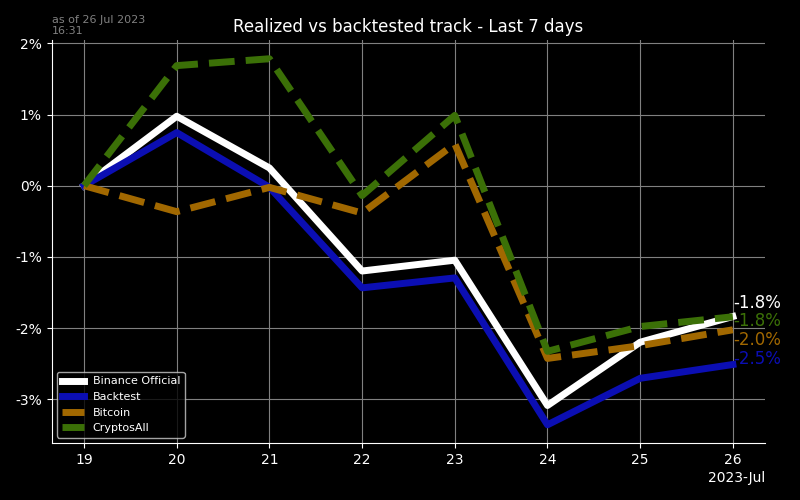 as of 26 Jul 2023
16:31
Realized vs backtested track - Last 7 days
2%
1%
0%
-1%
-2%
-3%
-1.8%
-1.8%
-2.0%
-2.5%
Binance Official
Backtest
Bitcoin
CryptosAll
19 20 21 22 23 24 25 26
2023-Jul